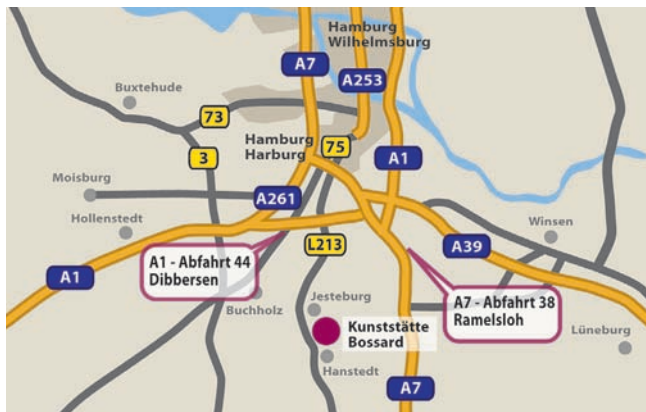 Hamburg
Wilhelmsburg
A7
A253
Buxtehude
73
75
Hamburg
Harburg
3
A1
Moisburg
A261
Hollenstedt
Winsen
L213
A39
A1 - Abfahrt 44
Dibbersen
A1
A7 - Abfahrt 38
Ramelsloh
Buchholz
Jesteburg
Kunststätte
Bossard
Lüneburg
Hanstedt
A7